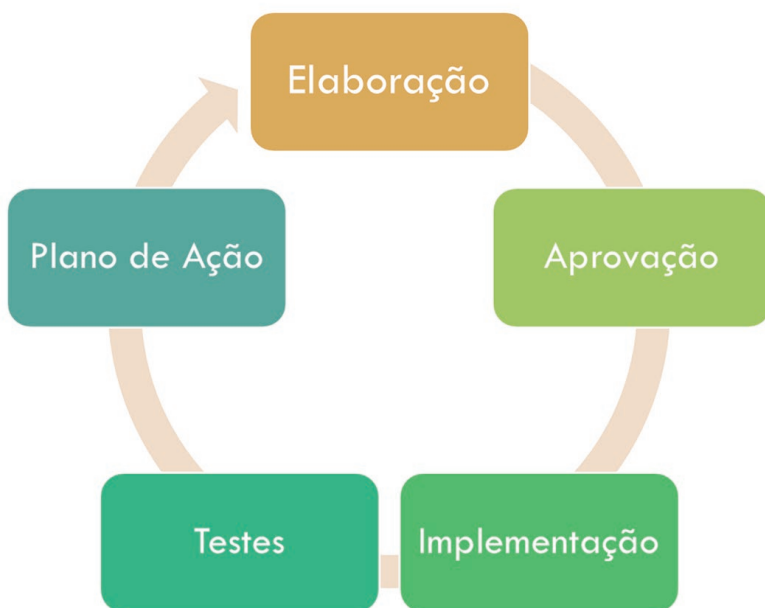 Elaboração
Aprovação
Implementação
Testes
Plano de Ação